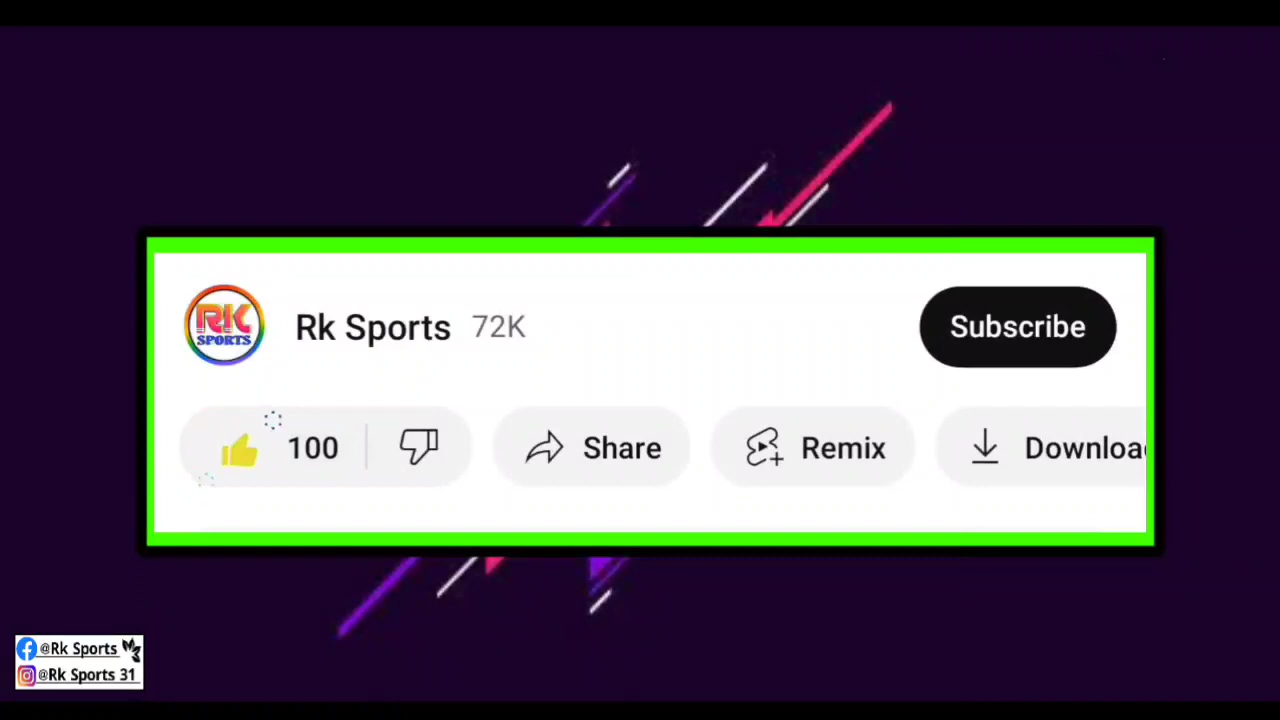 RK
SPORTS
Rk Sports 72K
Subscribe
100
Share
Remix
Downloa
@Rk Sports
@Rk Sports 31